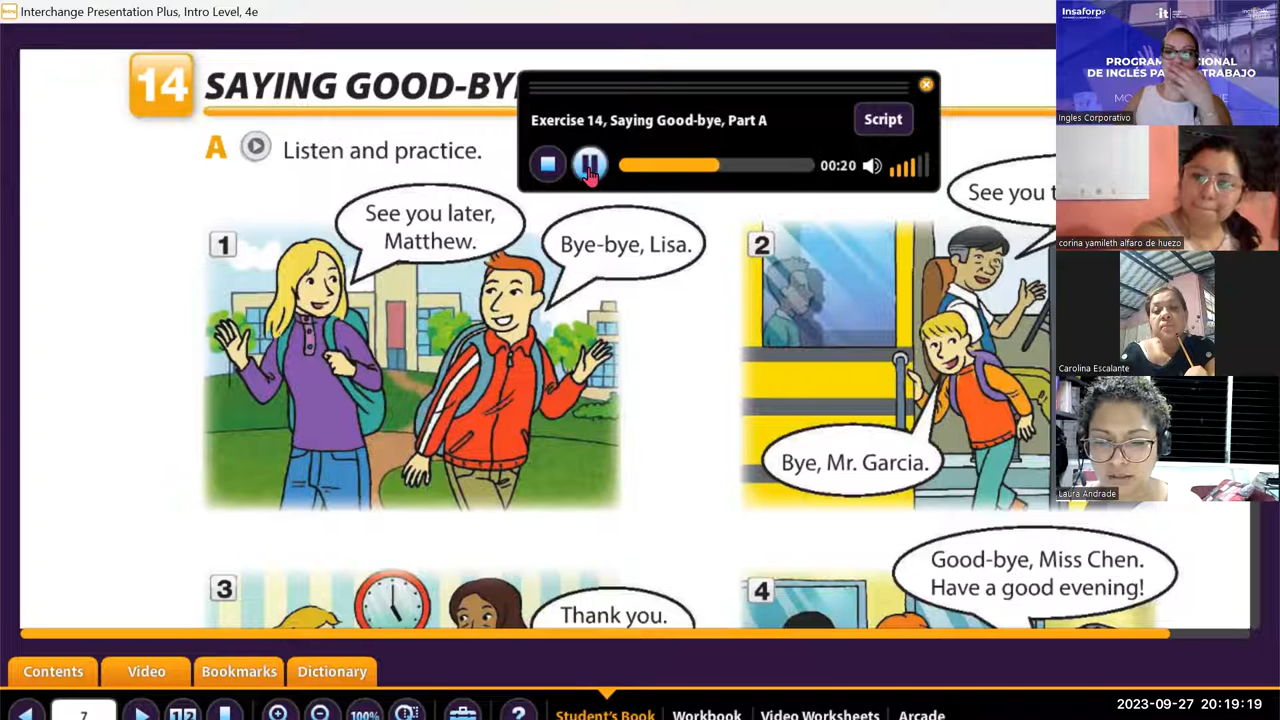 Interchange Presentation Plus, Intro Level, 4e
14 SAYING GOOD-BY
A Listen and practice.
Exercise 14, Saying Good-bye, Part A
Script
00:20
1
See you later,
Matthew.
Bye-bye, Lisa.
2
See you
Bye, Mr. Garcia.
3
Thank you.
4
Good-bye, Miss Chen.
Have a good evening!
Insaforp
PROGRAM
DE INGLÉS PA TRABAJO
Ingles Corporativo
corina yamileth alfaro de huezo
Carolina Escalante
Laura Andrade
Contents
Video
Bookmarks
Dictionary
7
1 2
100%
?
Student's Book
Workbook
Video Worksheets
Arcade
2023-09-27 20:19:19